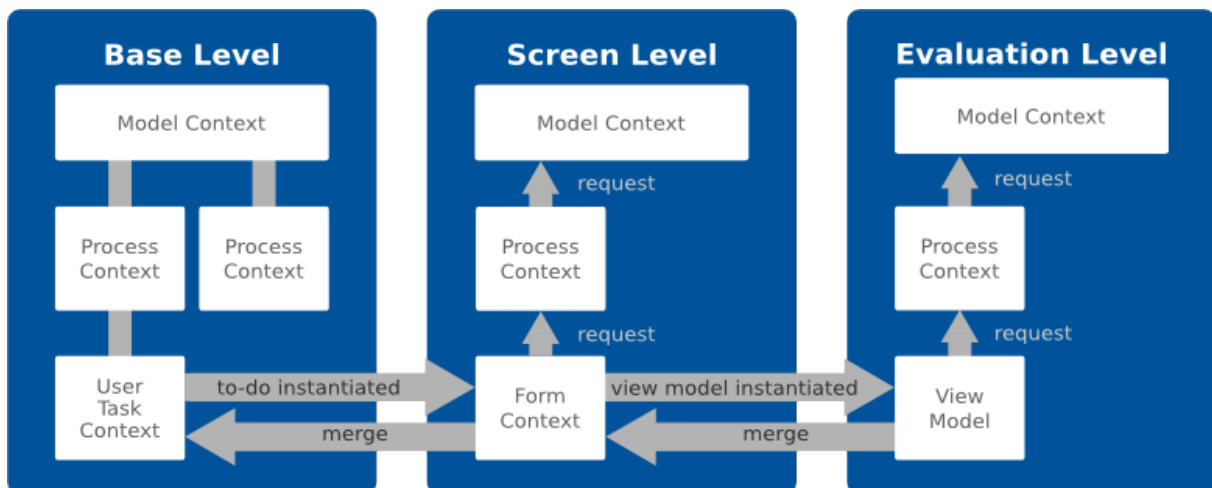 Base Level
Model Context
Process
Context
Process
Context
User
Task
Context
to-do instantiated
merge
Screen Level
Model Context
request
Process
Context
request
Form
Context
view model instantiated
merge
Evaluation Level
Model Context
request
Process
Context
request
View
Model